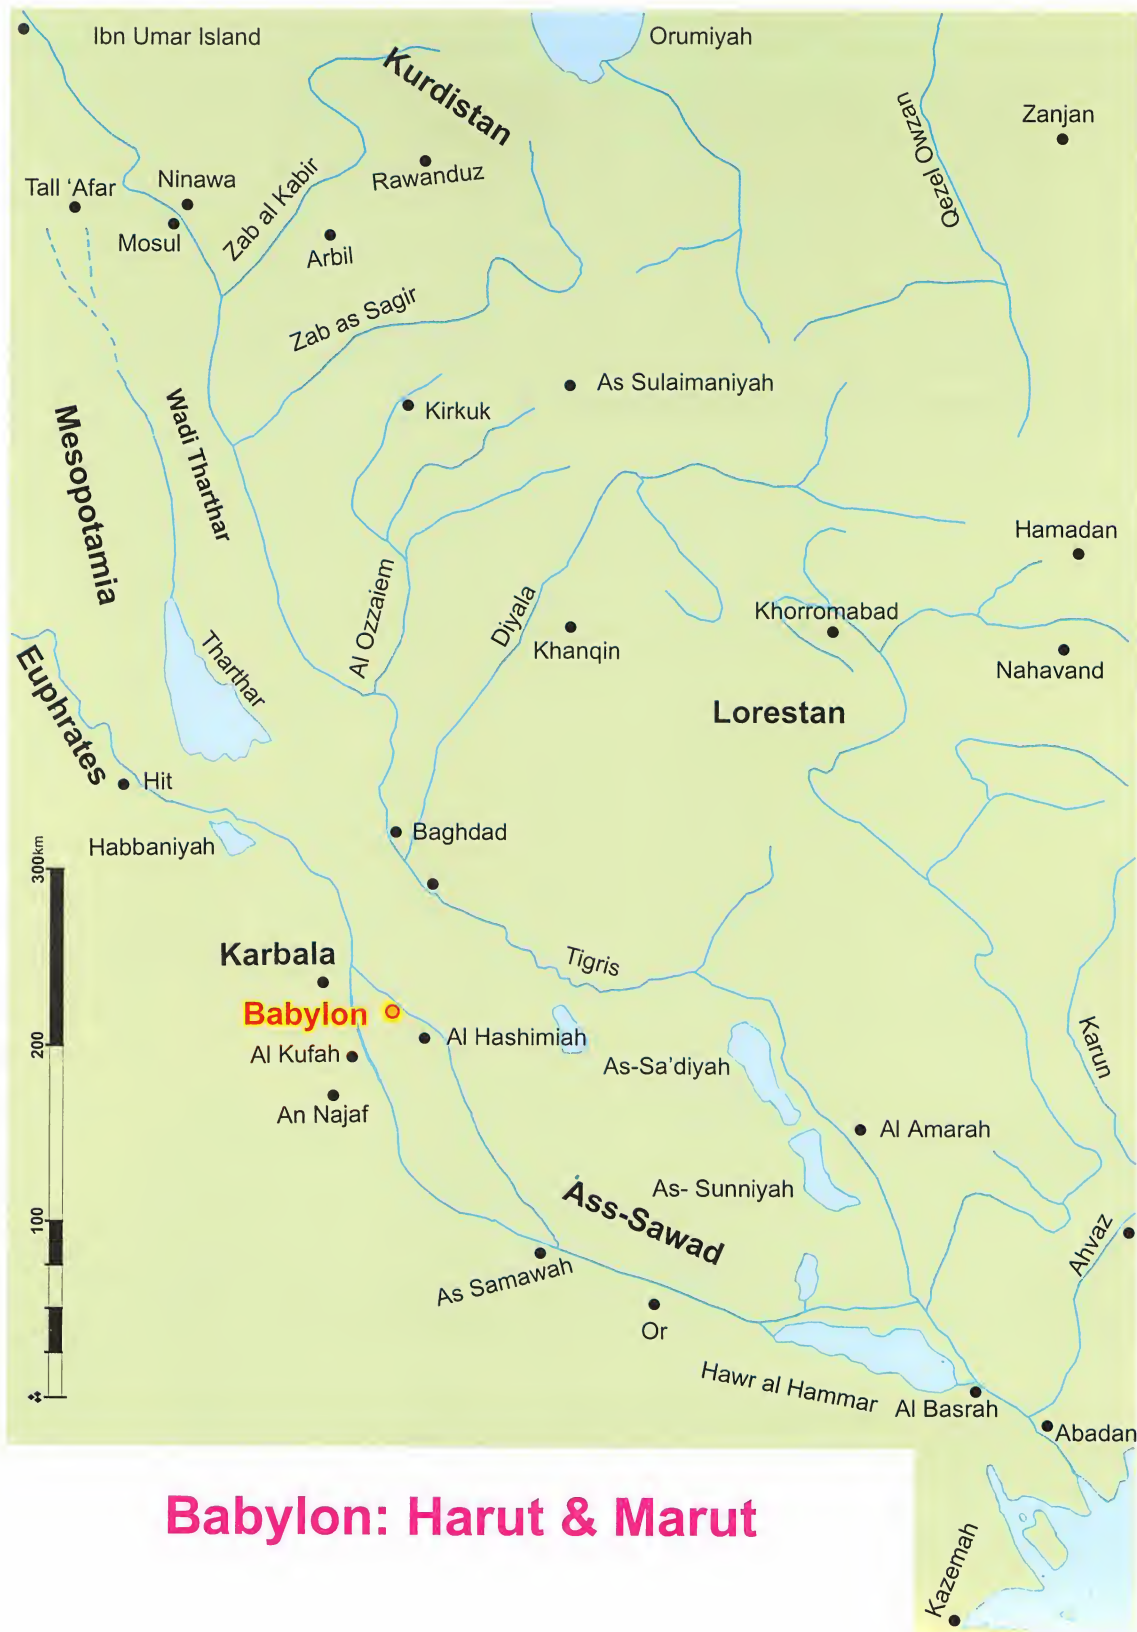 Ibn Umar Island
Orumiyah
Kurdistan
Qezel Owzan
Zanjan
Rawanduz
Tall ‘Afar
Ninawa
Zab al Kabir
Mosul
Arbil
Zab as Sagir
As Sulaimaniyah
Kirkuk
Mesopotamia
Wadi Tharthar
Hamadan
Al Ozzaiem
Diyala
Khanqin
Khorromabad
Nahavand
Tharthar
Lorestan
Euphrates
Hit
Baghdad
Habbaniyah
300km
Karbala
Tigris
Babylon
Al Hashimiah
Al Kufah
200
As-Sa’diyah
Karun
An Najaf
Al Amarah
As- Sunniyah
Ass-Sawad
100
Ahvaz
As Samawah
Or
Hawr al Hammar
Al Basrah
Abadan
Babylon: Harut & Marut
Kazemah